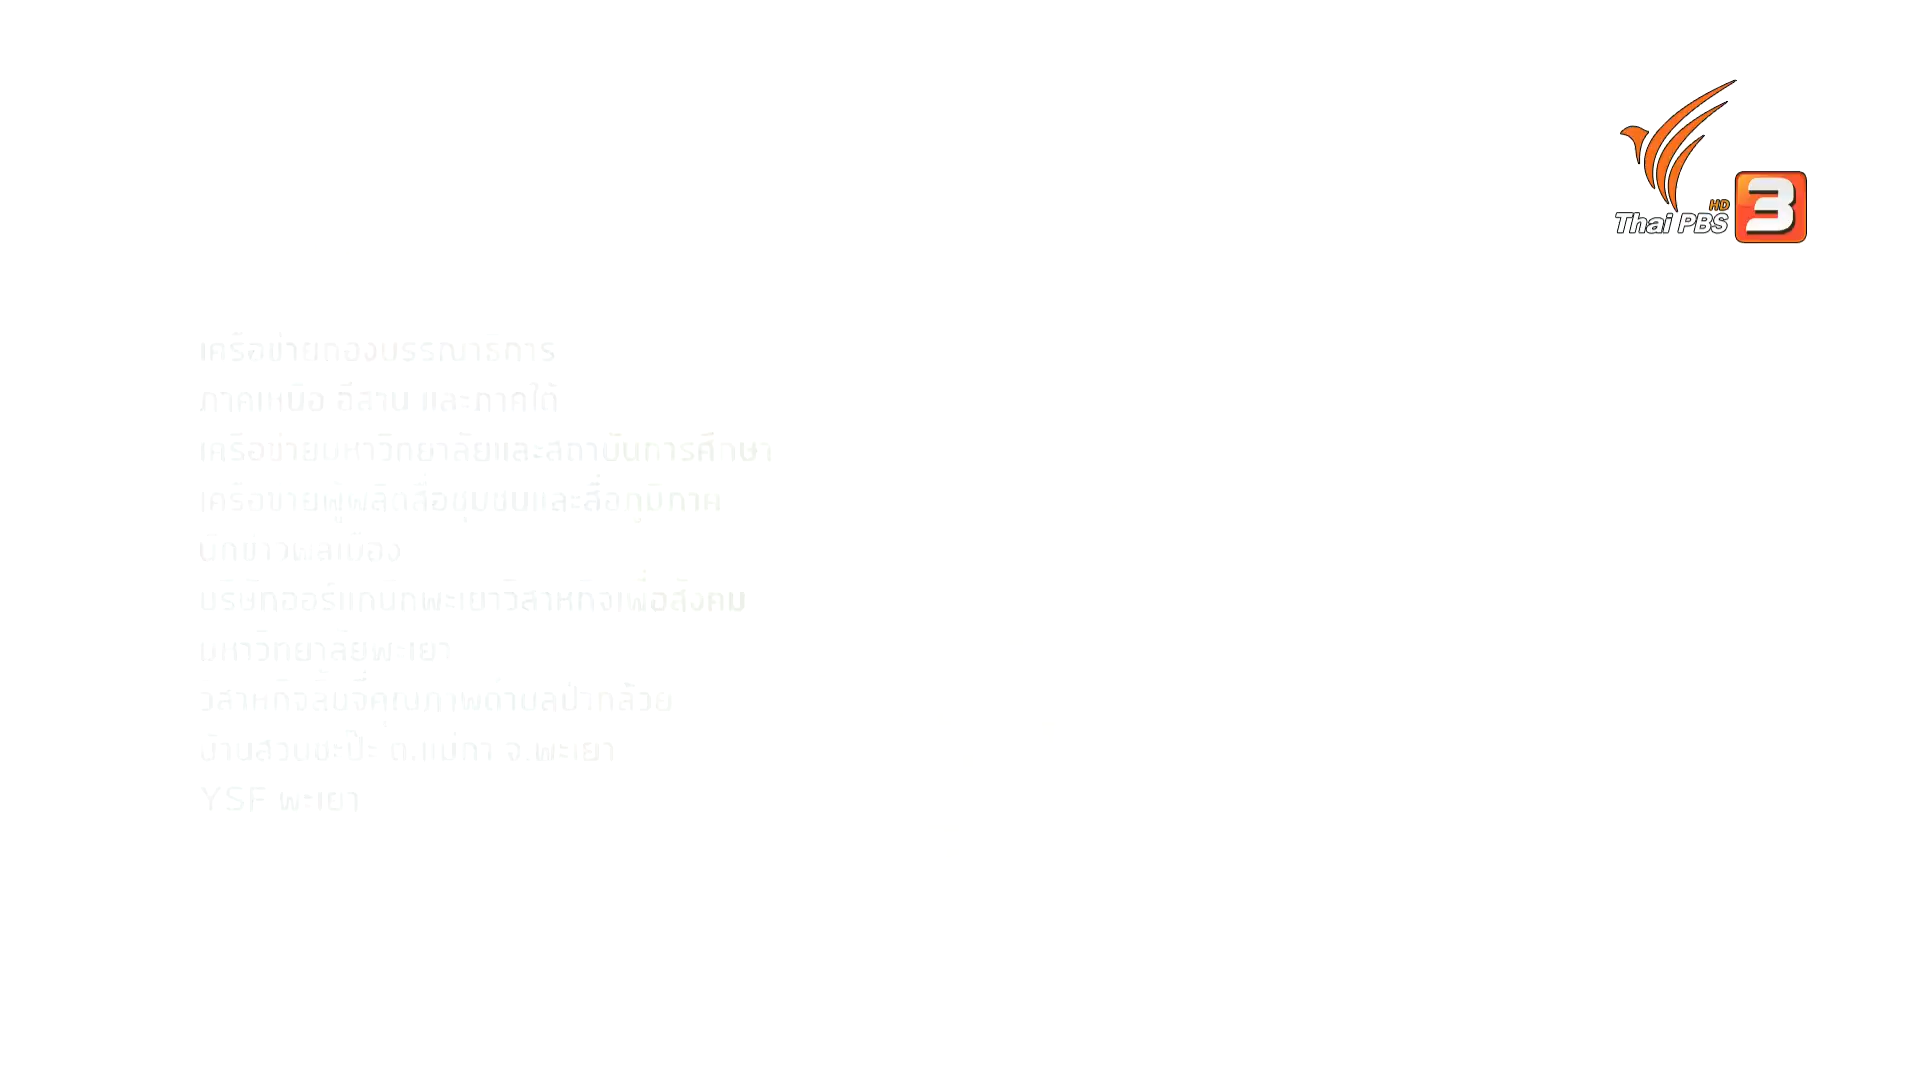 HD
Thai PBS 3
เครือข่ายกองบรรณาธิการ
ภาคเหนือ อีสาน และภาคใต้
เครือข่ายมหาวิทยาลัยและสถาบันการศึกษา
เครือข่ายผู้ผลิตสื่อชุมชนและสื่อภูมิภาค
นักข่าวพลเมือง
บริษัทออร์แกนิกพะเยาวิสาหกิจเพื่อสังคม
มหาวิทยาลัยพะเยา
วิสาหกิจลิ้นจี่คุณภาพตำบลป่ากล้วย
บ้านสวนชะป๊ะ ต.แม่กา จ.พะเยา
YSF พะเยา